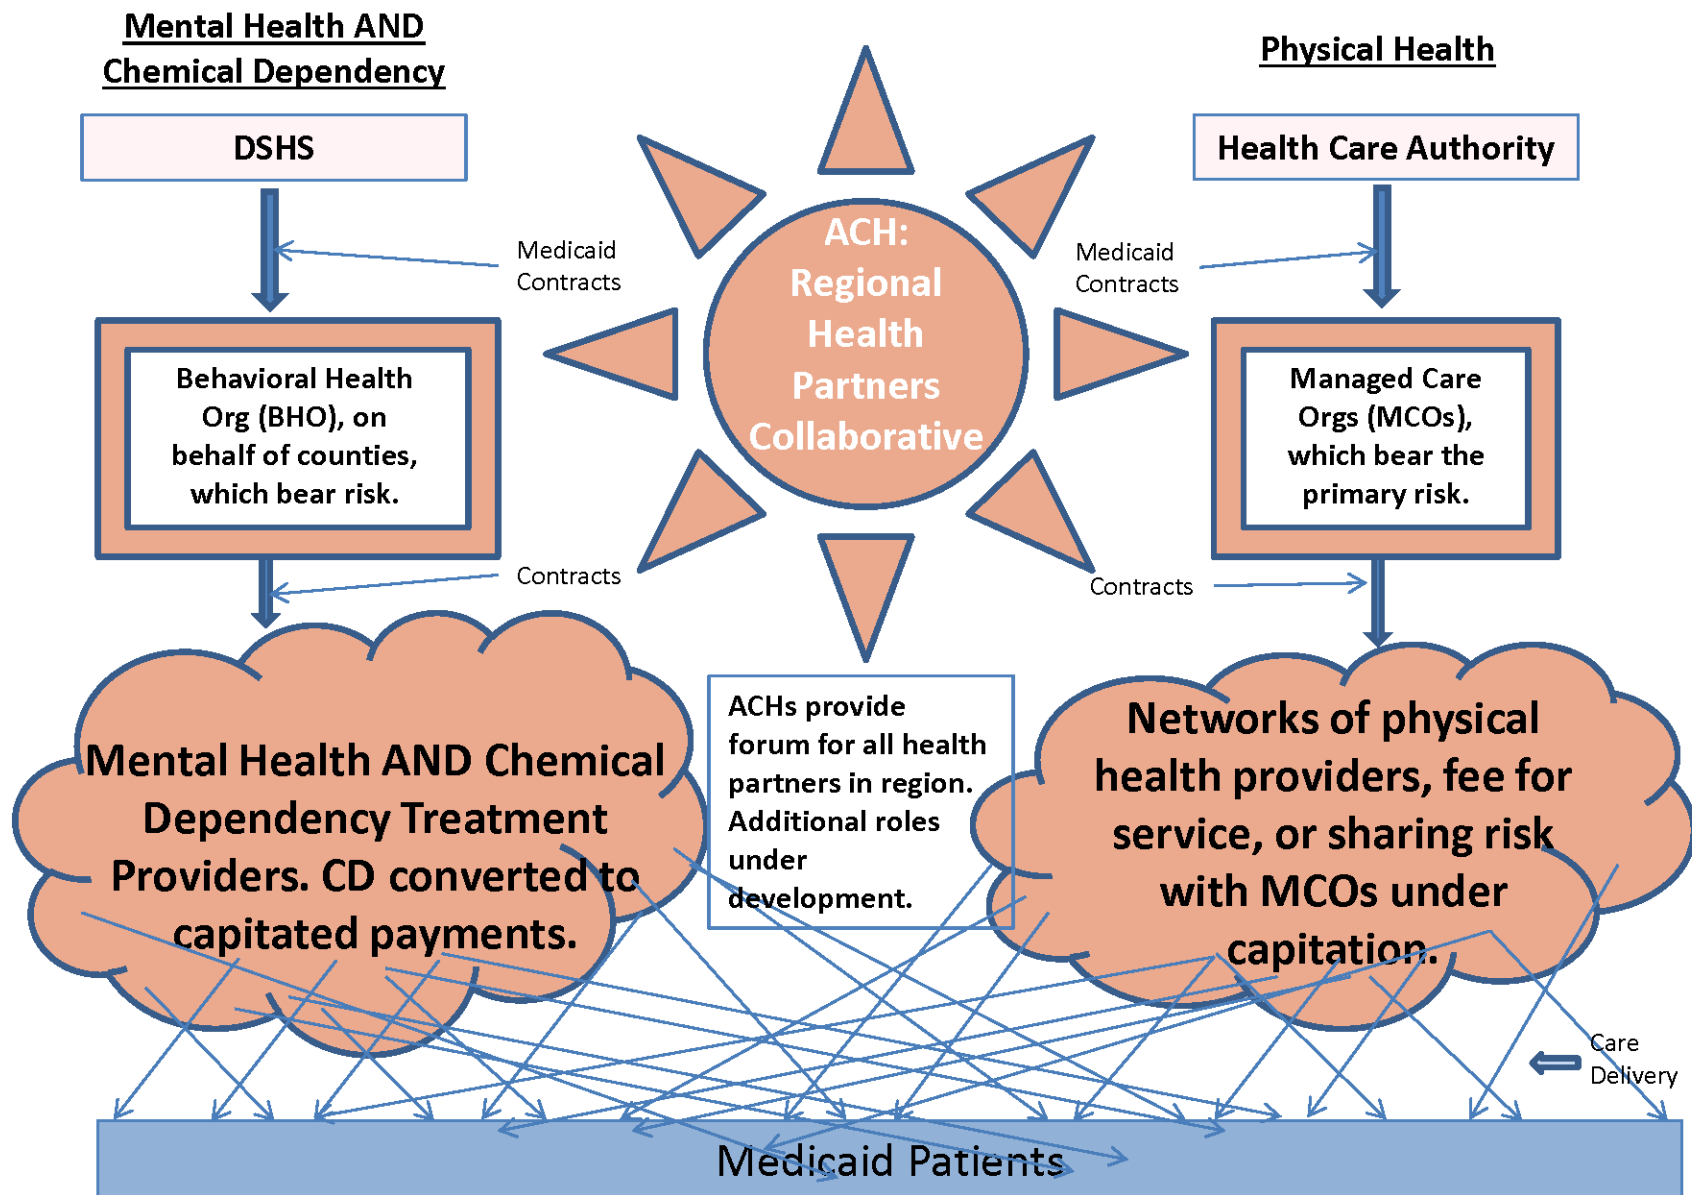 Mental Health AND
Chemical Dependency
DSHS
Medicaid
Contracts
Behavioral Health
Org (BHO), on
behalf of counties,
which bear risk.
Contracts
Mental Health AND Chemical
Dependency Treatment
Providers. CD converted to
capitated payments.
ACH:
Regional
Health
Partners
Collaborative
ACHs provide
forum for all health
partners in region.
Additional roles
under
development.
Physical Health
Health Care Authority
Medicaid
Contracts
Managed Care
Orgs (MCOs),
which bear the
primary risk.
Contracts
Networks of physical
health providers, fee for
service, or sharing risk
with MCOs under
capitation.
Care
Delivery
Medicaid Patients